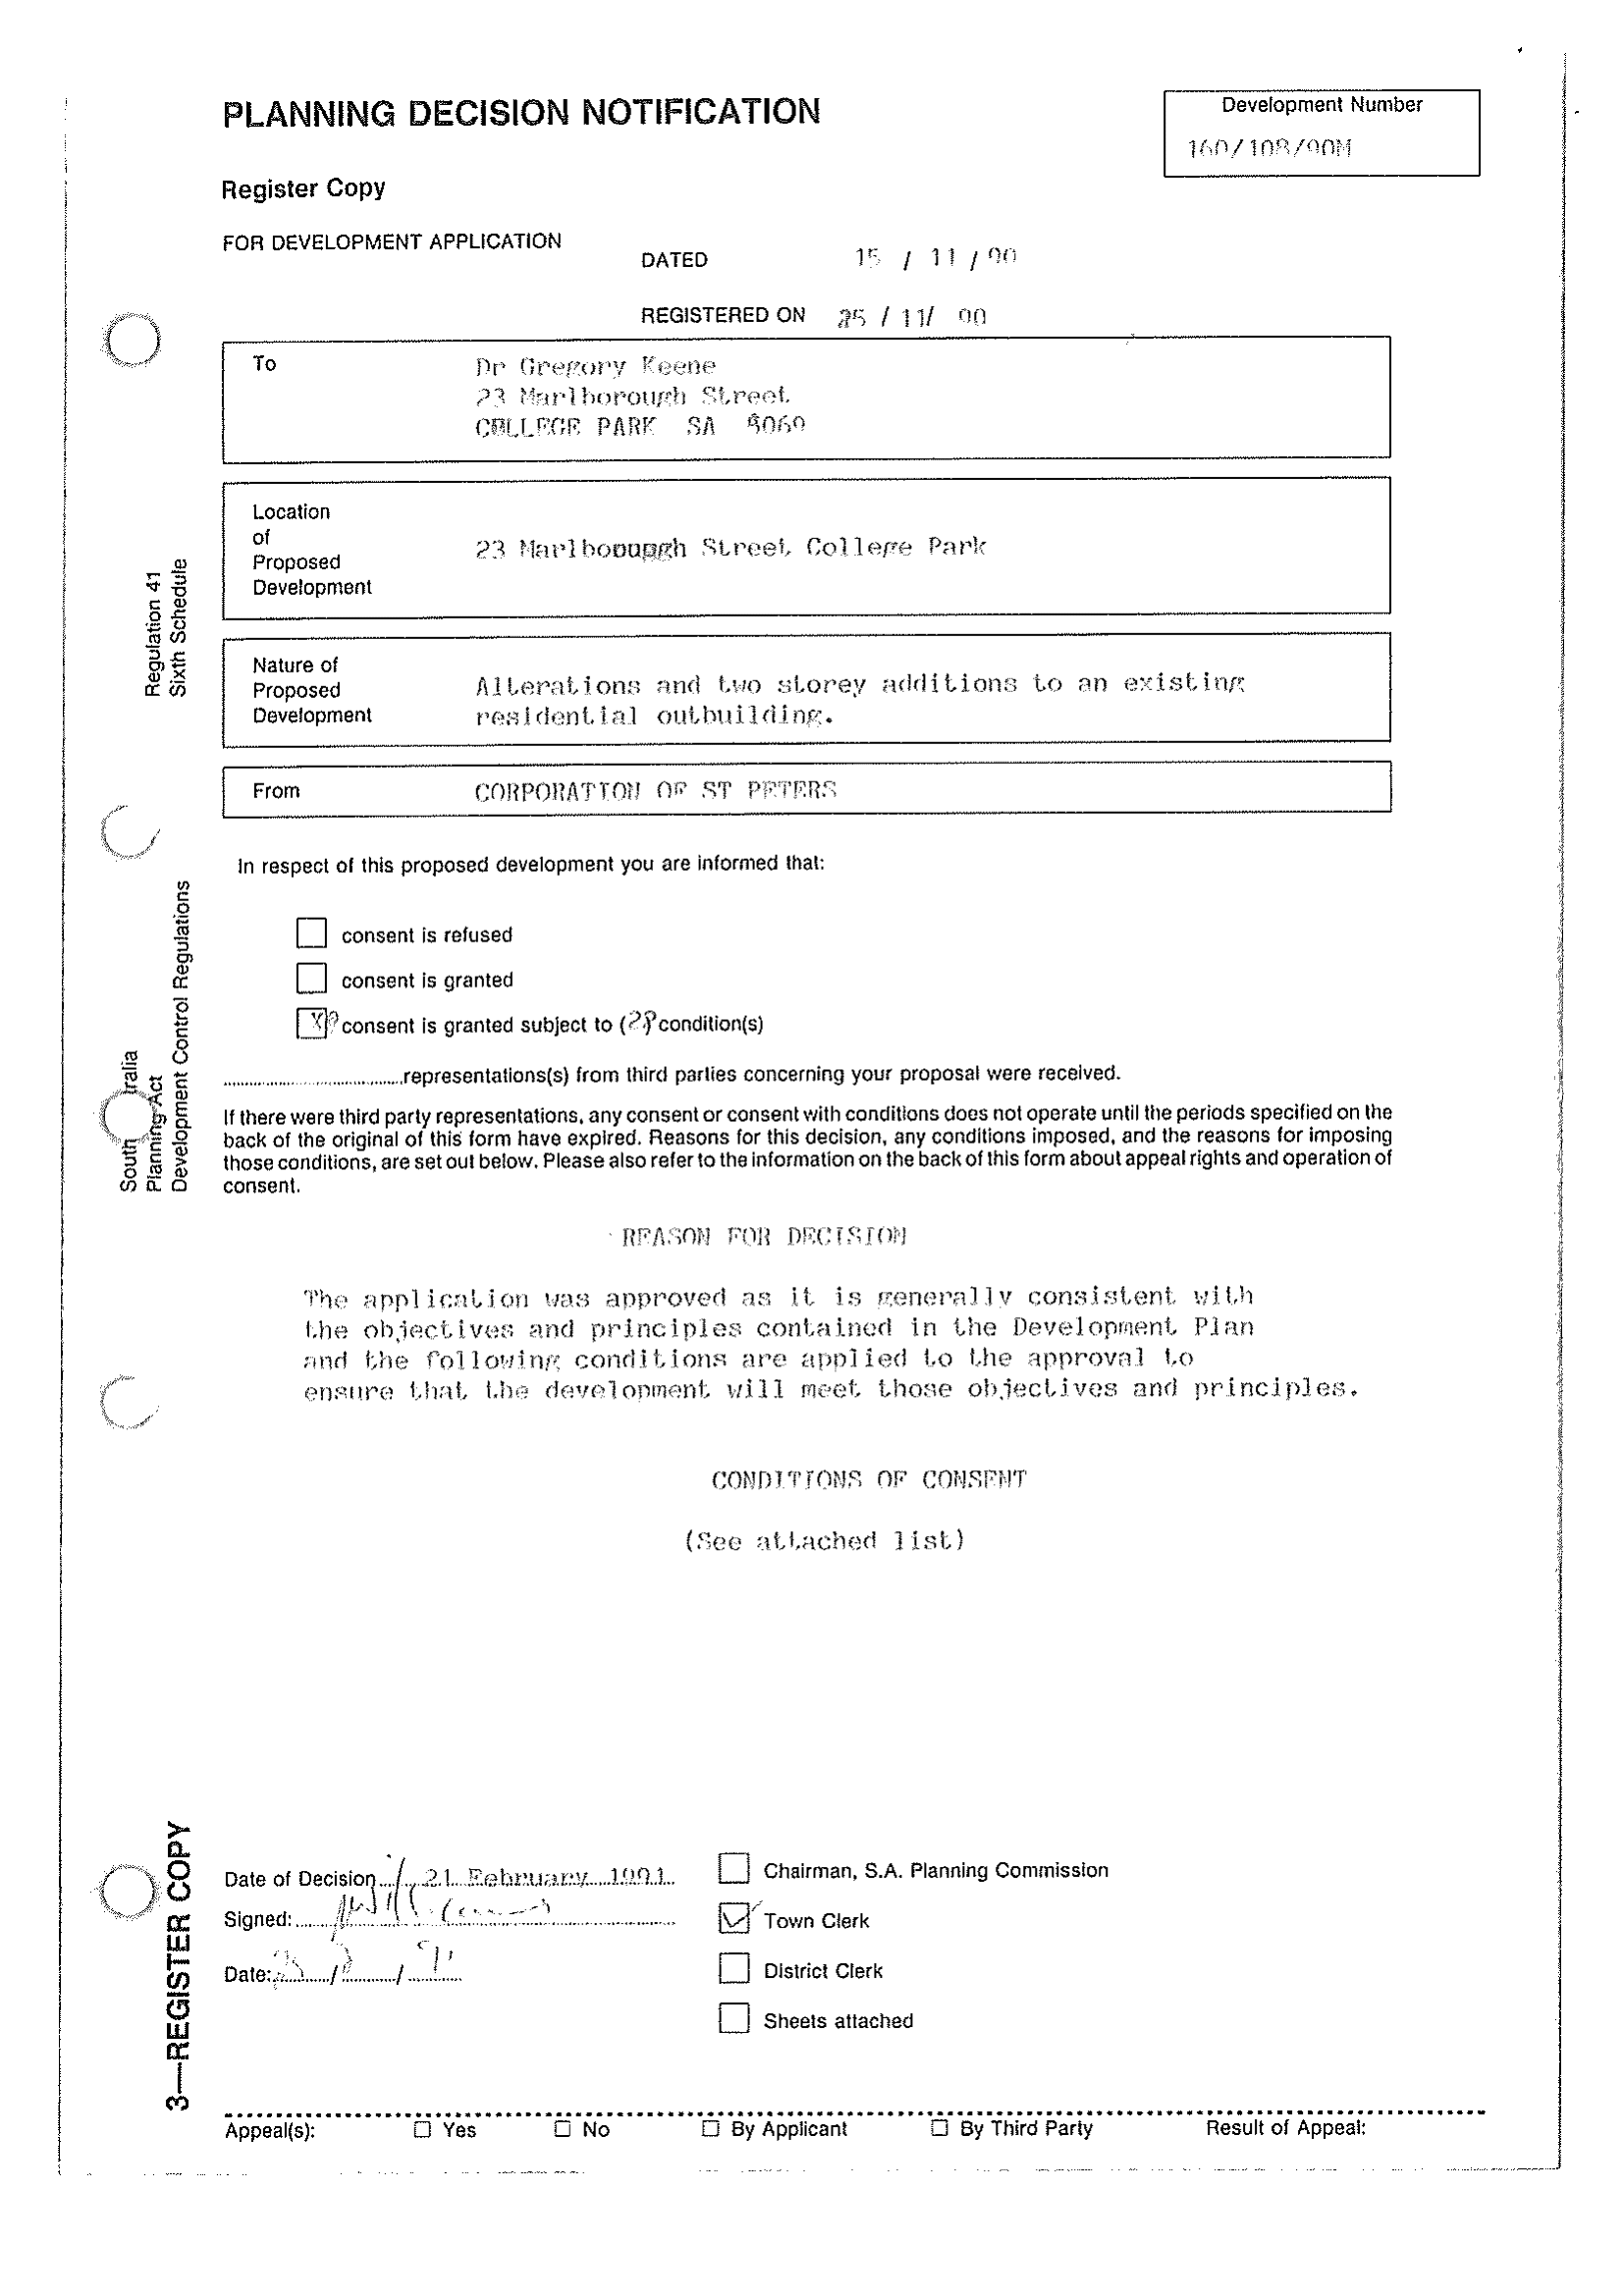 PLANNING DECISION NOTIFICATION
Development Number
160/108/90M
Register Copy
FOR DEVELOPMENT APPLICATION
DATED 15 / 11 / 90
REGISTERED ON 25 / 11/ 90
To
Dr Gregory Keene
23 Marlborough Street
COLLEGE PARK SA 5069
Location
of
Proposed
Development
23 Marlborough Street College Park
Nature of
Proposed
Development
Alterations and two storey additions to an existing
residential outbuilding.
From CORPORATION OF ST PETERS
In respect of this proposed development you are informed that:
consent is refused
consent is granted
X consent is granted subject to (2) condition(s)
representations(s) from third parties concerning your proposal were received.
If there were third party representations, any consent or consent with conditions does not operate until the periods specified on the
back of the original of this form have expired. Reasons for this decision, any conditions imposed, and the reasons for imposing
those conditions, are set out below. Please also refer to the information on the back of this form about appeal rights and operation of
consent.
REASON FOR DECISION
The application was approved as it is generally consistent with
the objectives and principles contained in the Development Plan
and the following conditions are applied to the approval to
ensure that the development will meet those objectives and principles.
CONDITIONS OF CONSENT
(See attached list)
Date of Decision 21 February 1991
Signed:
Date: / / 91
Chairman, S.A. Planning Commission
Town Clerk
District Clerk
Sheets attached
Appeal(s): Yes No By Applicant By Third Party Result of Appeal:
Regulation 41
Sixth Schedule
South ralia
Planning Act
Development Control Regulations
3—REGISTER COPY